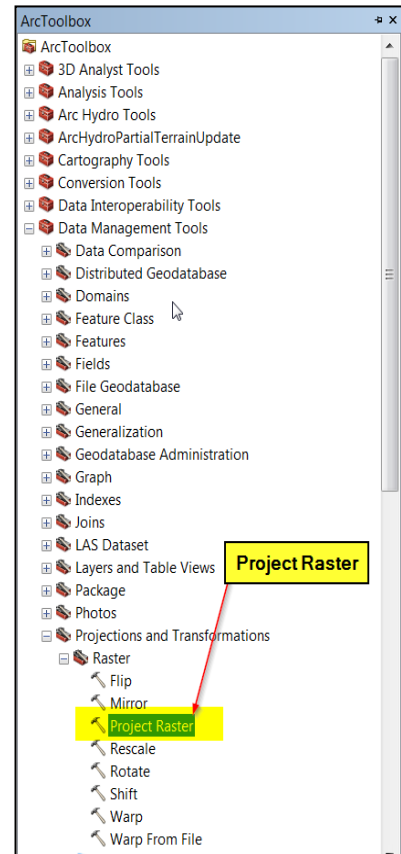 ArcToolbox
ArcToolbox
3D Analyst Tools
Analysis Tools
Arc Hydro Tools
ArcHydroPartialTerrainUpdate
Cartography Tools
Conversion Tools
Data Interoperability Tools
Data Management Tools
Data Comparison
Distributed Geodatabase
Domains
Feature Class
Features
Fields
File Geodatabase
General
Generalization
Geodatabase Administration
Graph
Indexes
Joins
LAS Dataset
Layers and Table Views
Project Raster
Package
Photos
Projections and Transformations
Raster
Flip
Mirror
Project Raster
Rescale
Rotate
Shift
Warp
Warp From File